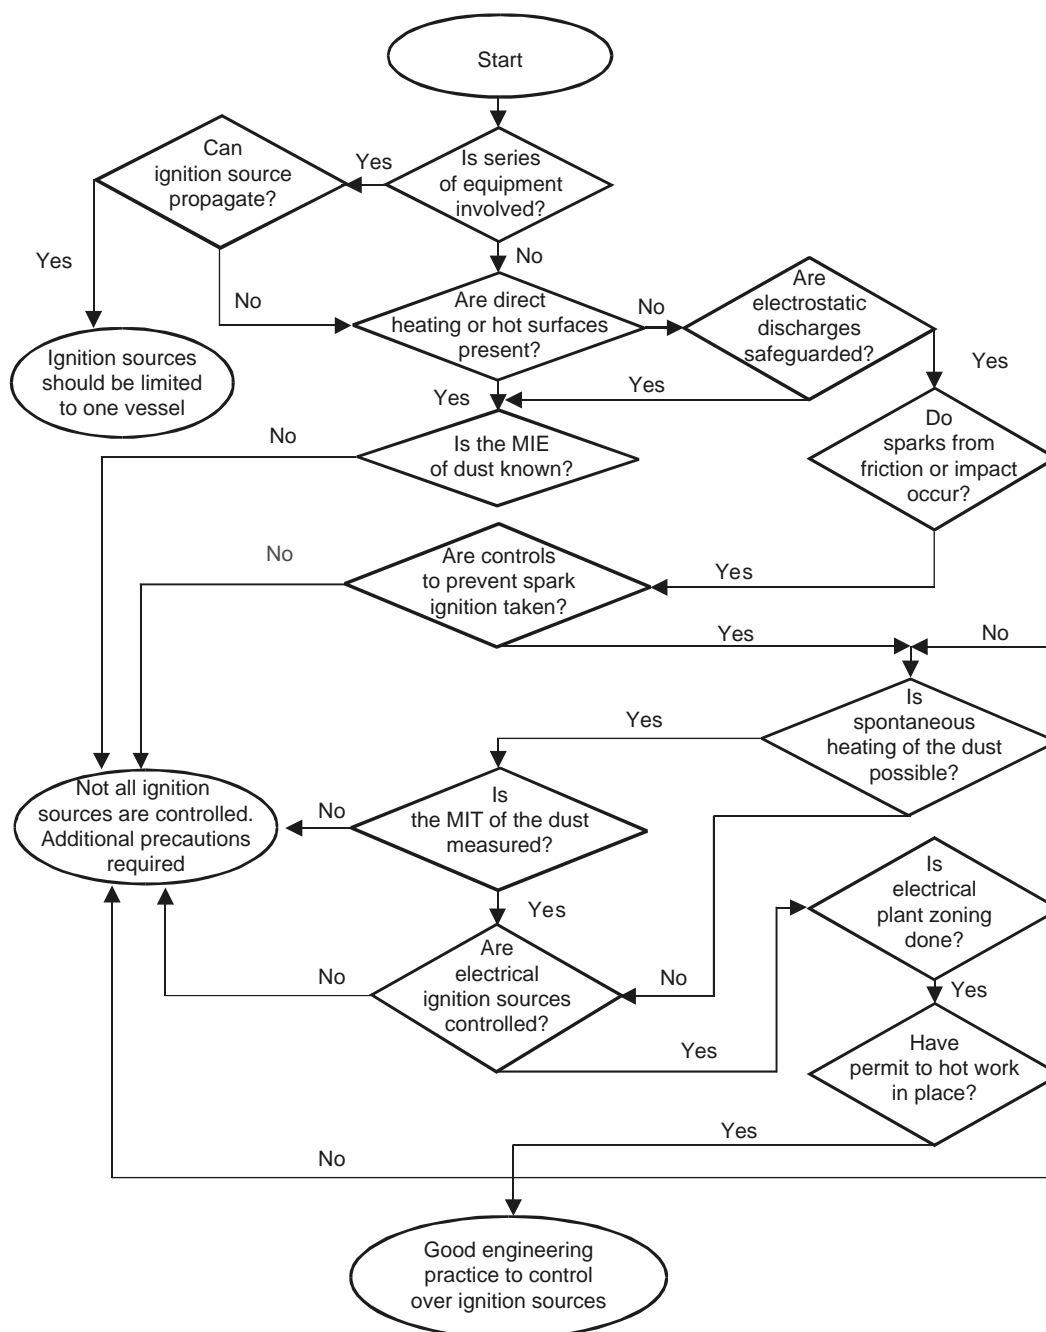 Start
Can
ignition source
propagate?
Yes
Is series
of equipment
involved?
Yes
No
No
Are direct
heating or hot surfaces
present?
No
Are
electrostatic
discharges
safeguarded?
Yes
Ignition sources
should be limited
to one vessel
Yes
Yes
No
Is the MIE
of dust known?
Do
sparks from
friction or impact
occur?
No
Are controls
to prevent spark
ignition taken?
Yes
Yes
No
Is
spontaneous
heating of the dust
possible?
Yes
Not all ignition
sources are controlled.
Additional precautions
required
No
Is
the MIT of the dust
measured?
Is
electrical
plant zoning
done?
Yes
Are
electrical
ignition sources
controlled?
No
No
Yes
Yes
Have
permit to hot work
in place?
Yes
No
Good engineering
practice to control
over ignition sources